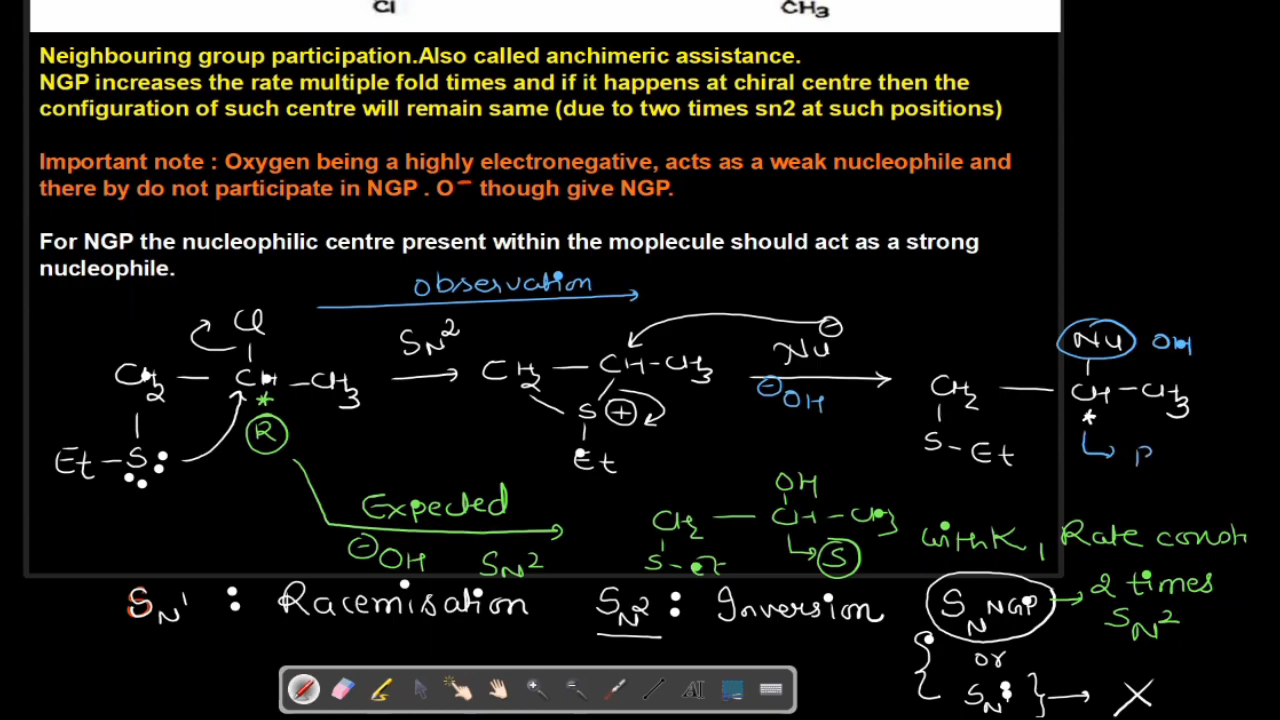 Cl CH3
Neighbouring group participation.Also called anchimeric assistance.
NGP increases the rate multiple fold times and if it happens at chiral centre then the
configuration of such centre will remain same (due to two times sn2 at such positions)
Important note : Oxygen being a highly electronegative, acts as a weak nucleophile and
there by do not participate in NGP . O⁻ though give NGP.
For NGP the nucleophilic centre present within the moplecule should act as a strong
nucleophile.
observation
Cl SN2 Nu⊖ Nu OH
CH2 — CH — CH3 CH2 — CH - CH3 ⊖OH CH2 — CH - CH3
* S ⊕ *
R
Et - S Et S - Et
Expected OH
CH2 — CH - CH3 with K, Rate const
⊖OH SN2 S - et S
SN1 : Racemisation SN2 : Inversion SN NGP → 2 times
SN2
or
SN: → X